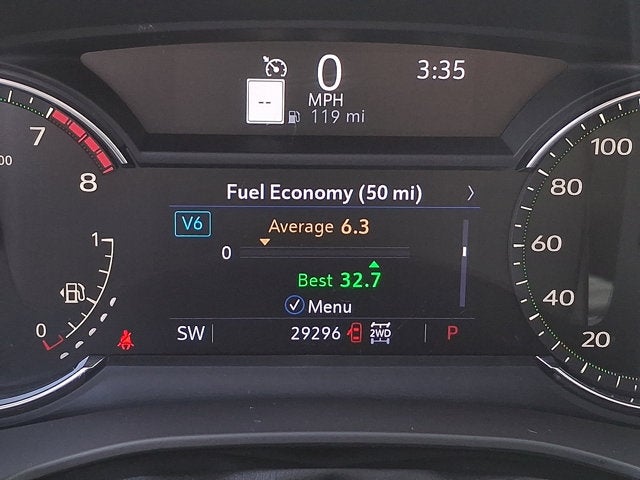 0
3:35
--
MPH
119 mi
7
8
00
Fuel Economy (50 mi)
V6
Average 6.3
0
Best 32.7
Menu
SW
29296
2WD
P
1
0
100
80
60
40
20